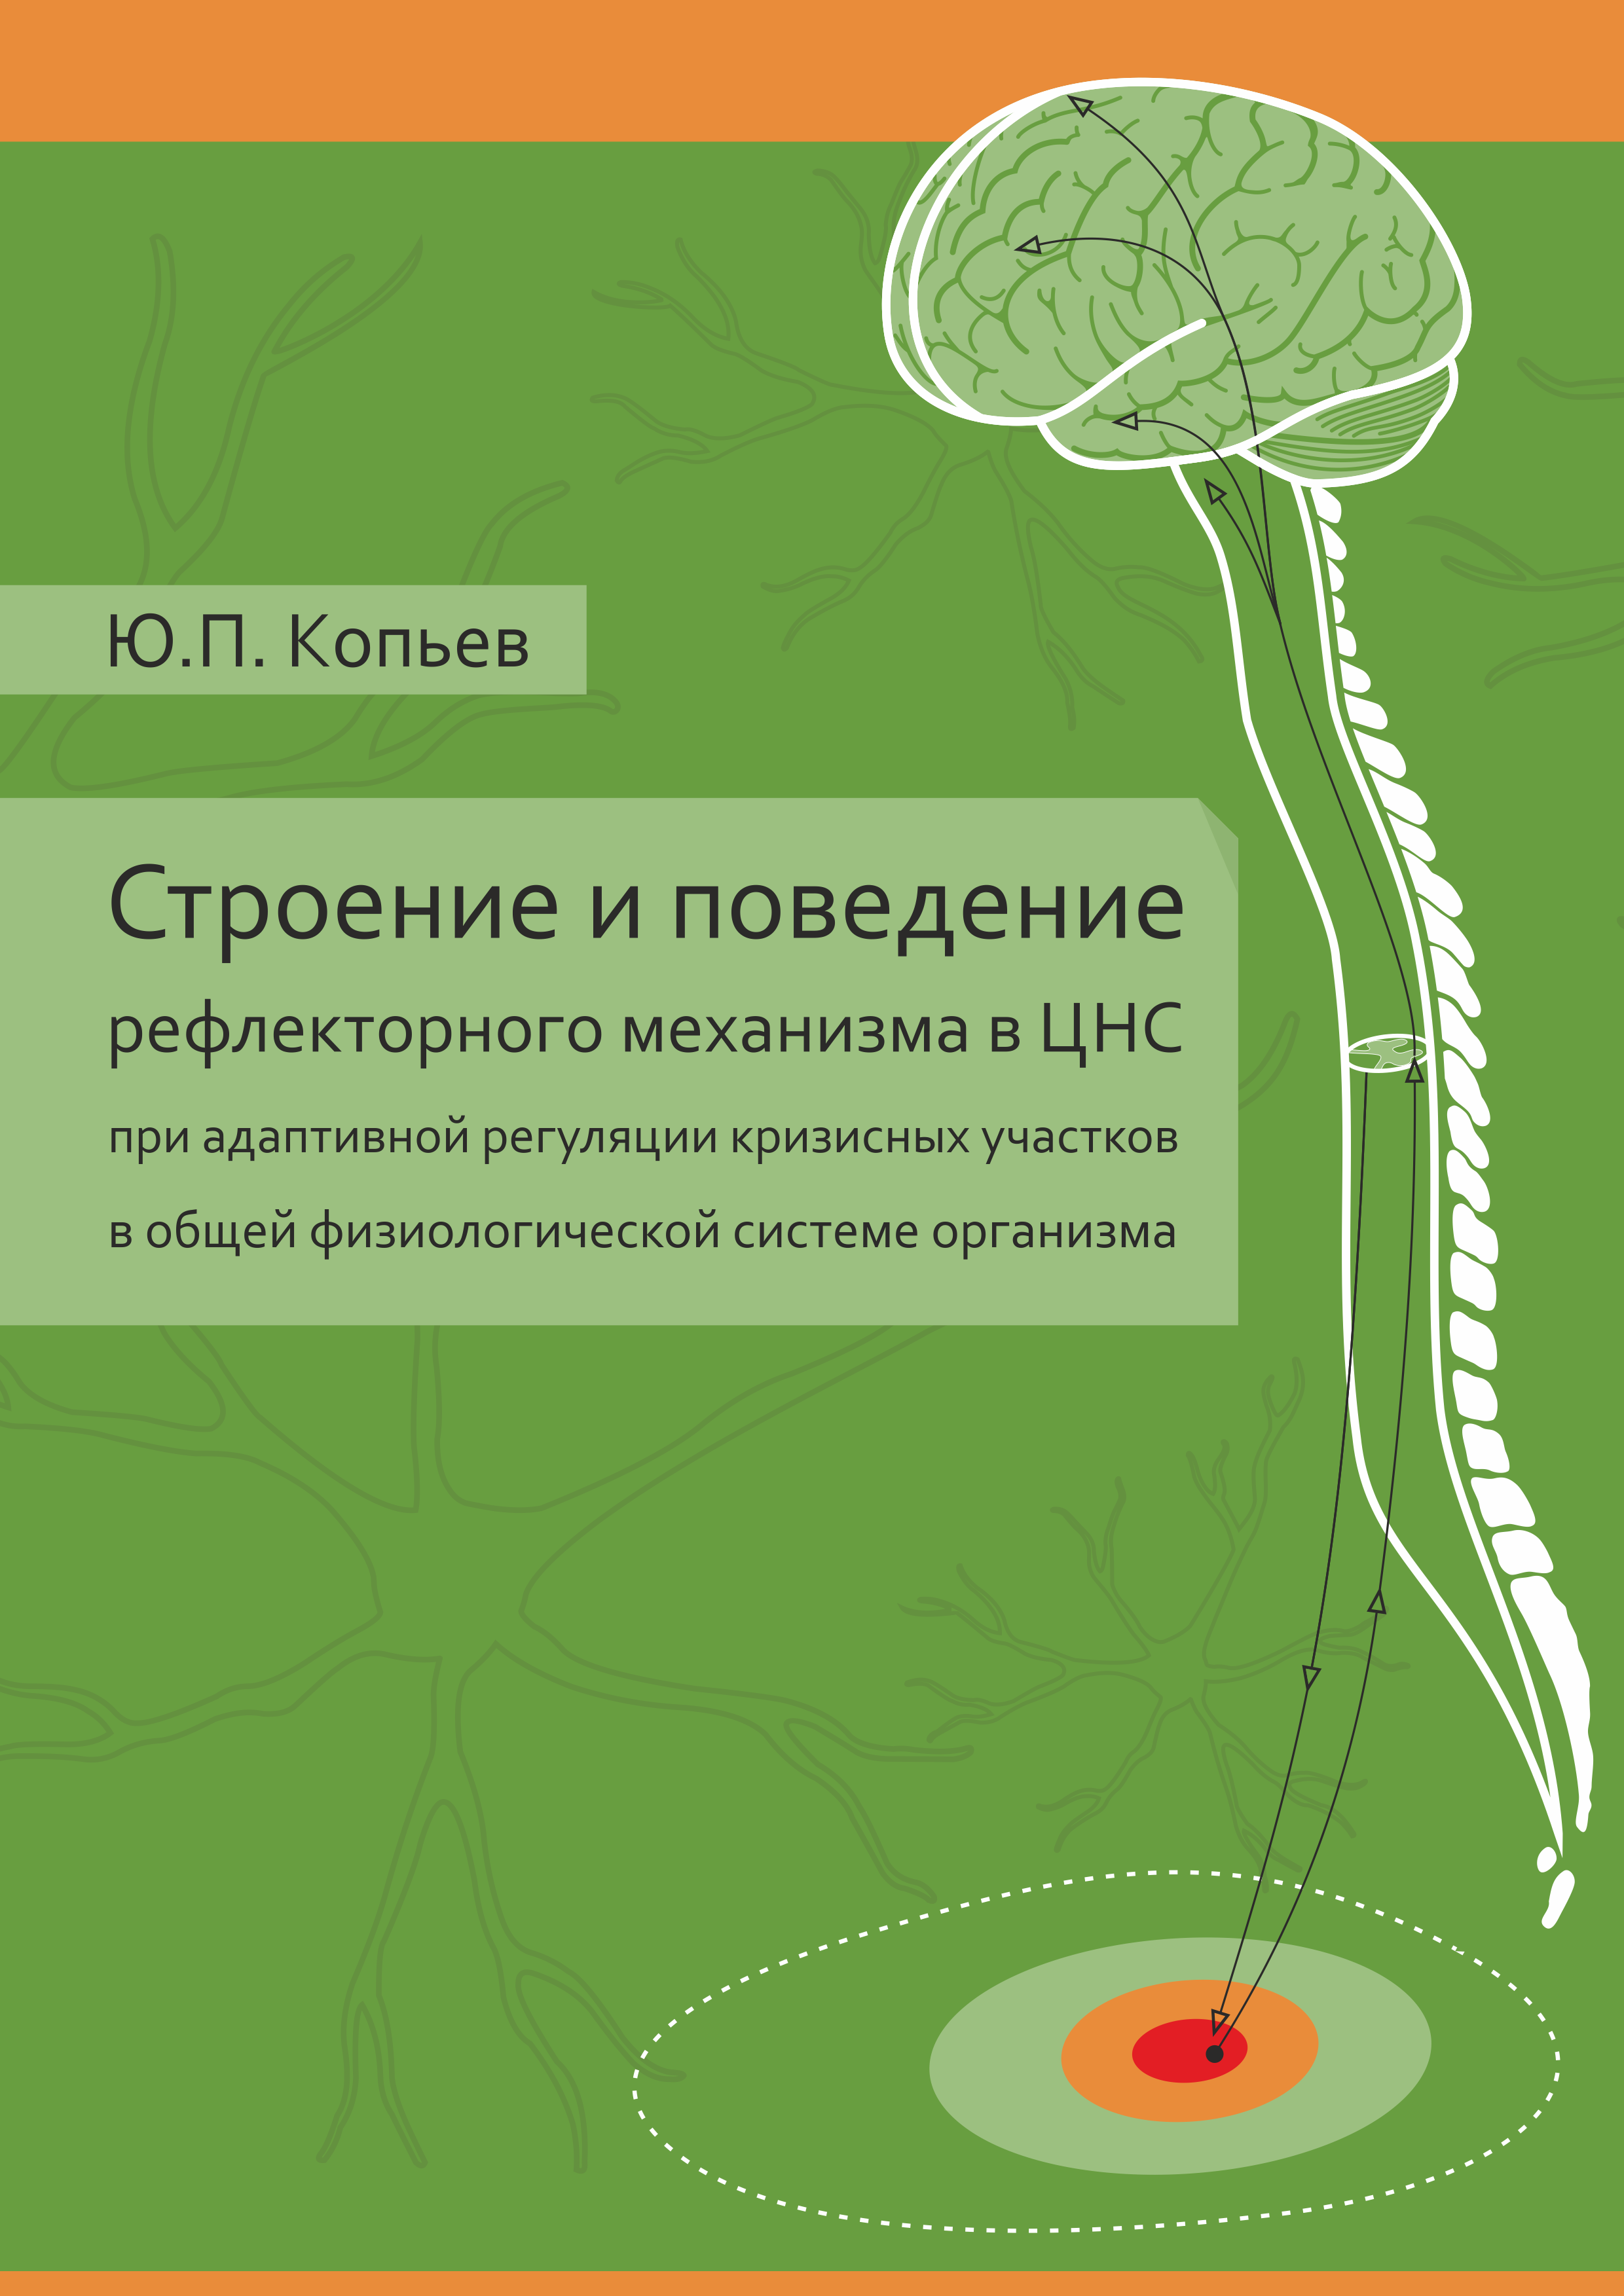 Ю.П. Копьев
Строение и поведение
рефлекторного механизма в ЦНС
при адаптивной регуляции кризисных участков
в общей физиологической системе организма